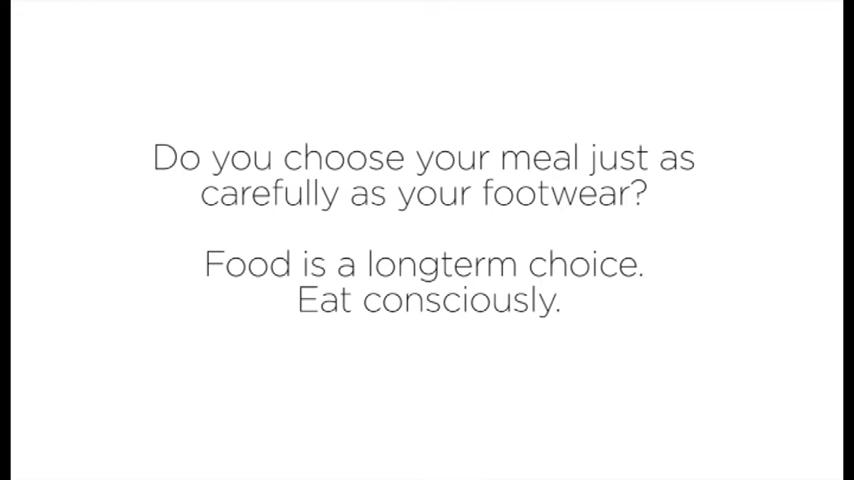 Do you choose your meal just as
carefully as your footwear?
Food is a longterm choice.
Eat consciously.